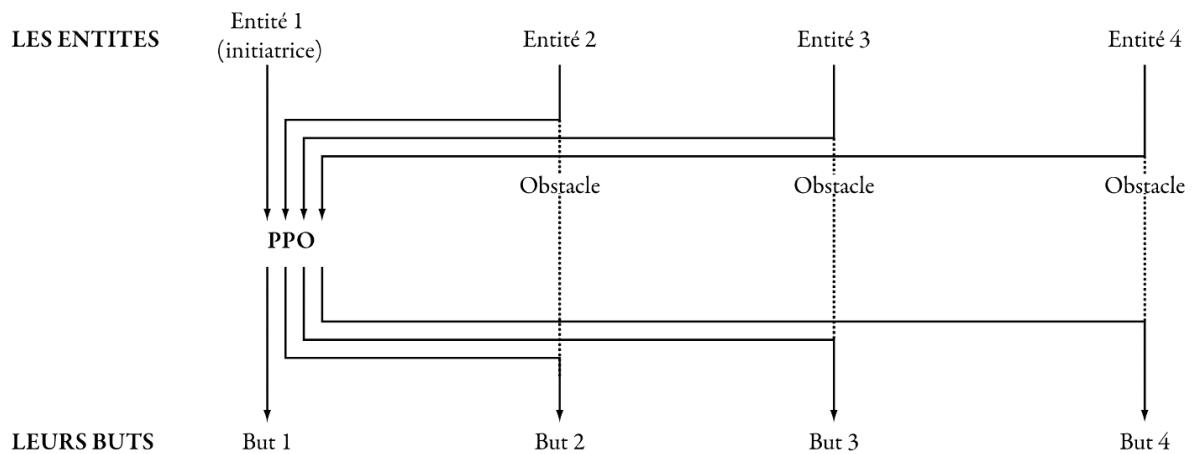 LES ENTITES
Entité 1
(initiatrice)
Entité 2
Entité 3
Entité 4
Obstacle
Obstacle
Obstacle
PPO
LEURS BUTS
But 1
But 2
But 3
But 4